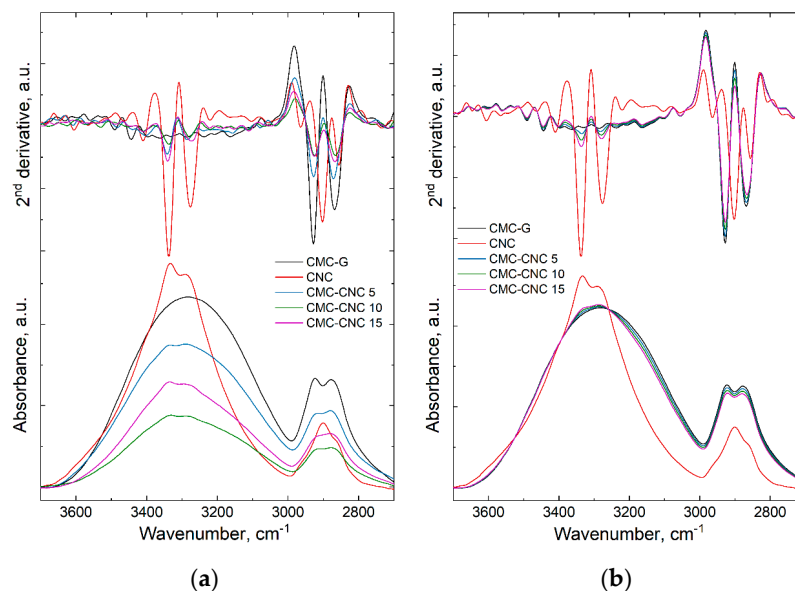 2nd derivative, a.u.
Absorbance, a.u.
CMC-G
CNC
CMC-CNC 5
CMC-CNC 10
CMC-CNC 15
3600 3400 3200 3000 2800
Wavenumber, cm-1
(a)
2nd derivative, a.u.
Absorbance, a.u.
CMC-G
CNC
CMC-CNC 5
CMC-CNC 10
CMC-CNC 15
3600 3400 3200 3000 2800
Wavenumber, cm-1
(b)